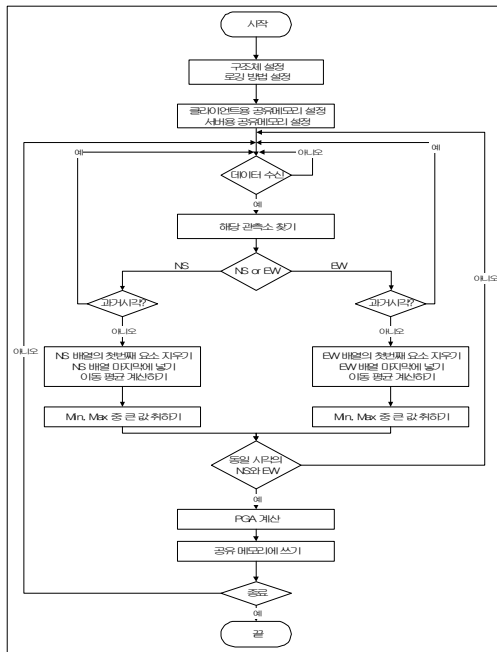 시작
구조체 설정
로깅 방법 설정
클라이언트용 공유메모리 설정
서버용 공유메모리 설정
예
아니오
예
아니오
데이터 수신
예
해당 관측소 찾기
NS
NS or EW
EW
과거시각?
과거시각?
아니오
아니오
아니오
NS 배열의 첫번째 요소 지우기
NS 배열 마지막에 넣기
이동 평균 계산하기
EW 배열의 첫번째 요소 지우기
EW 배열 마지막에 넣기
이동 평균 계산하기
Min, Max 중 큰 값 취하기
Min, Max 중 큰 값 취하기
동일 시각의
NS와 EW
예
PGA 계산
공유 메모리에 쓰기
종료
예
끝